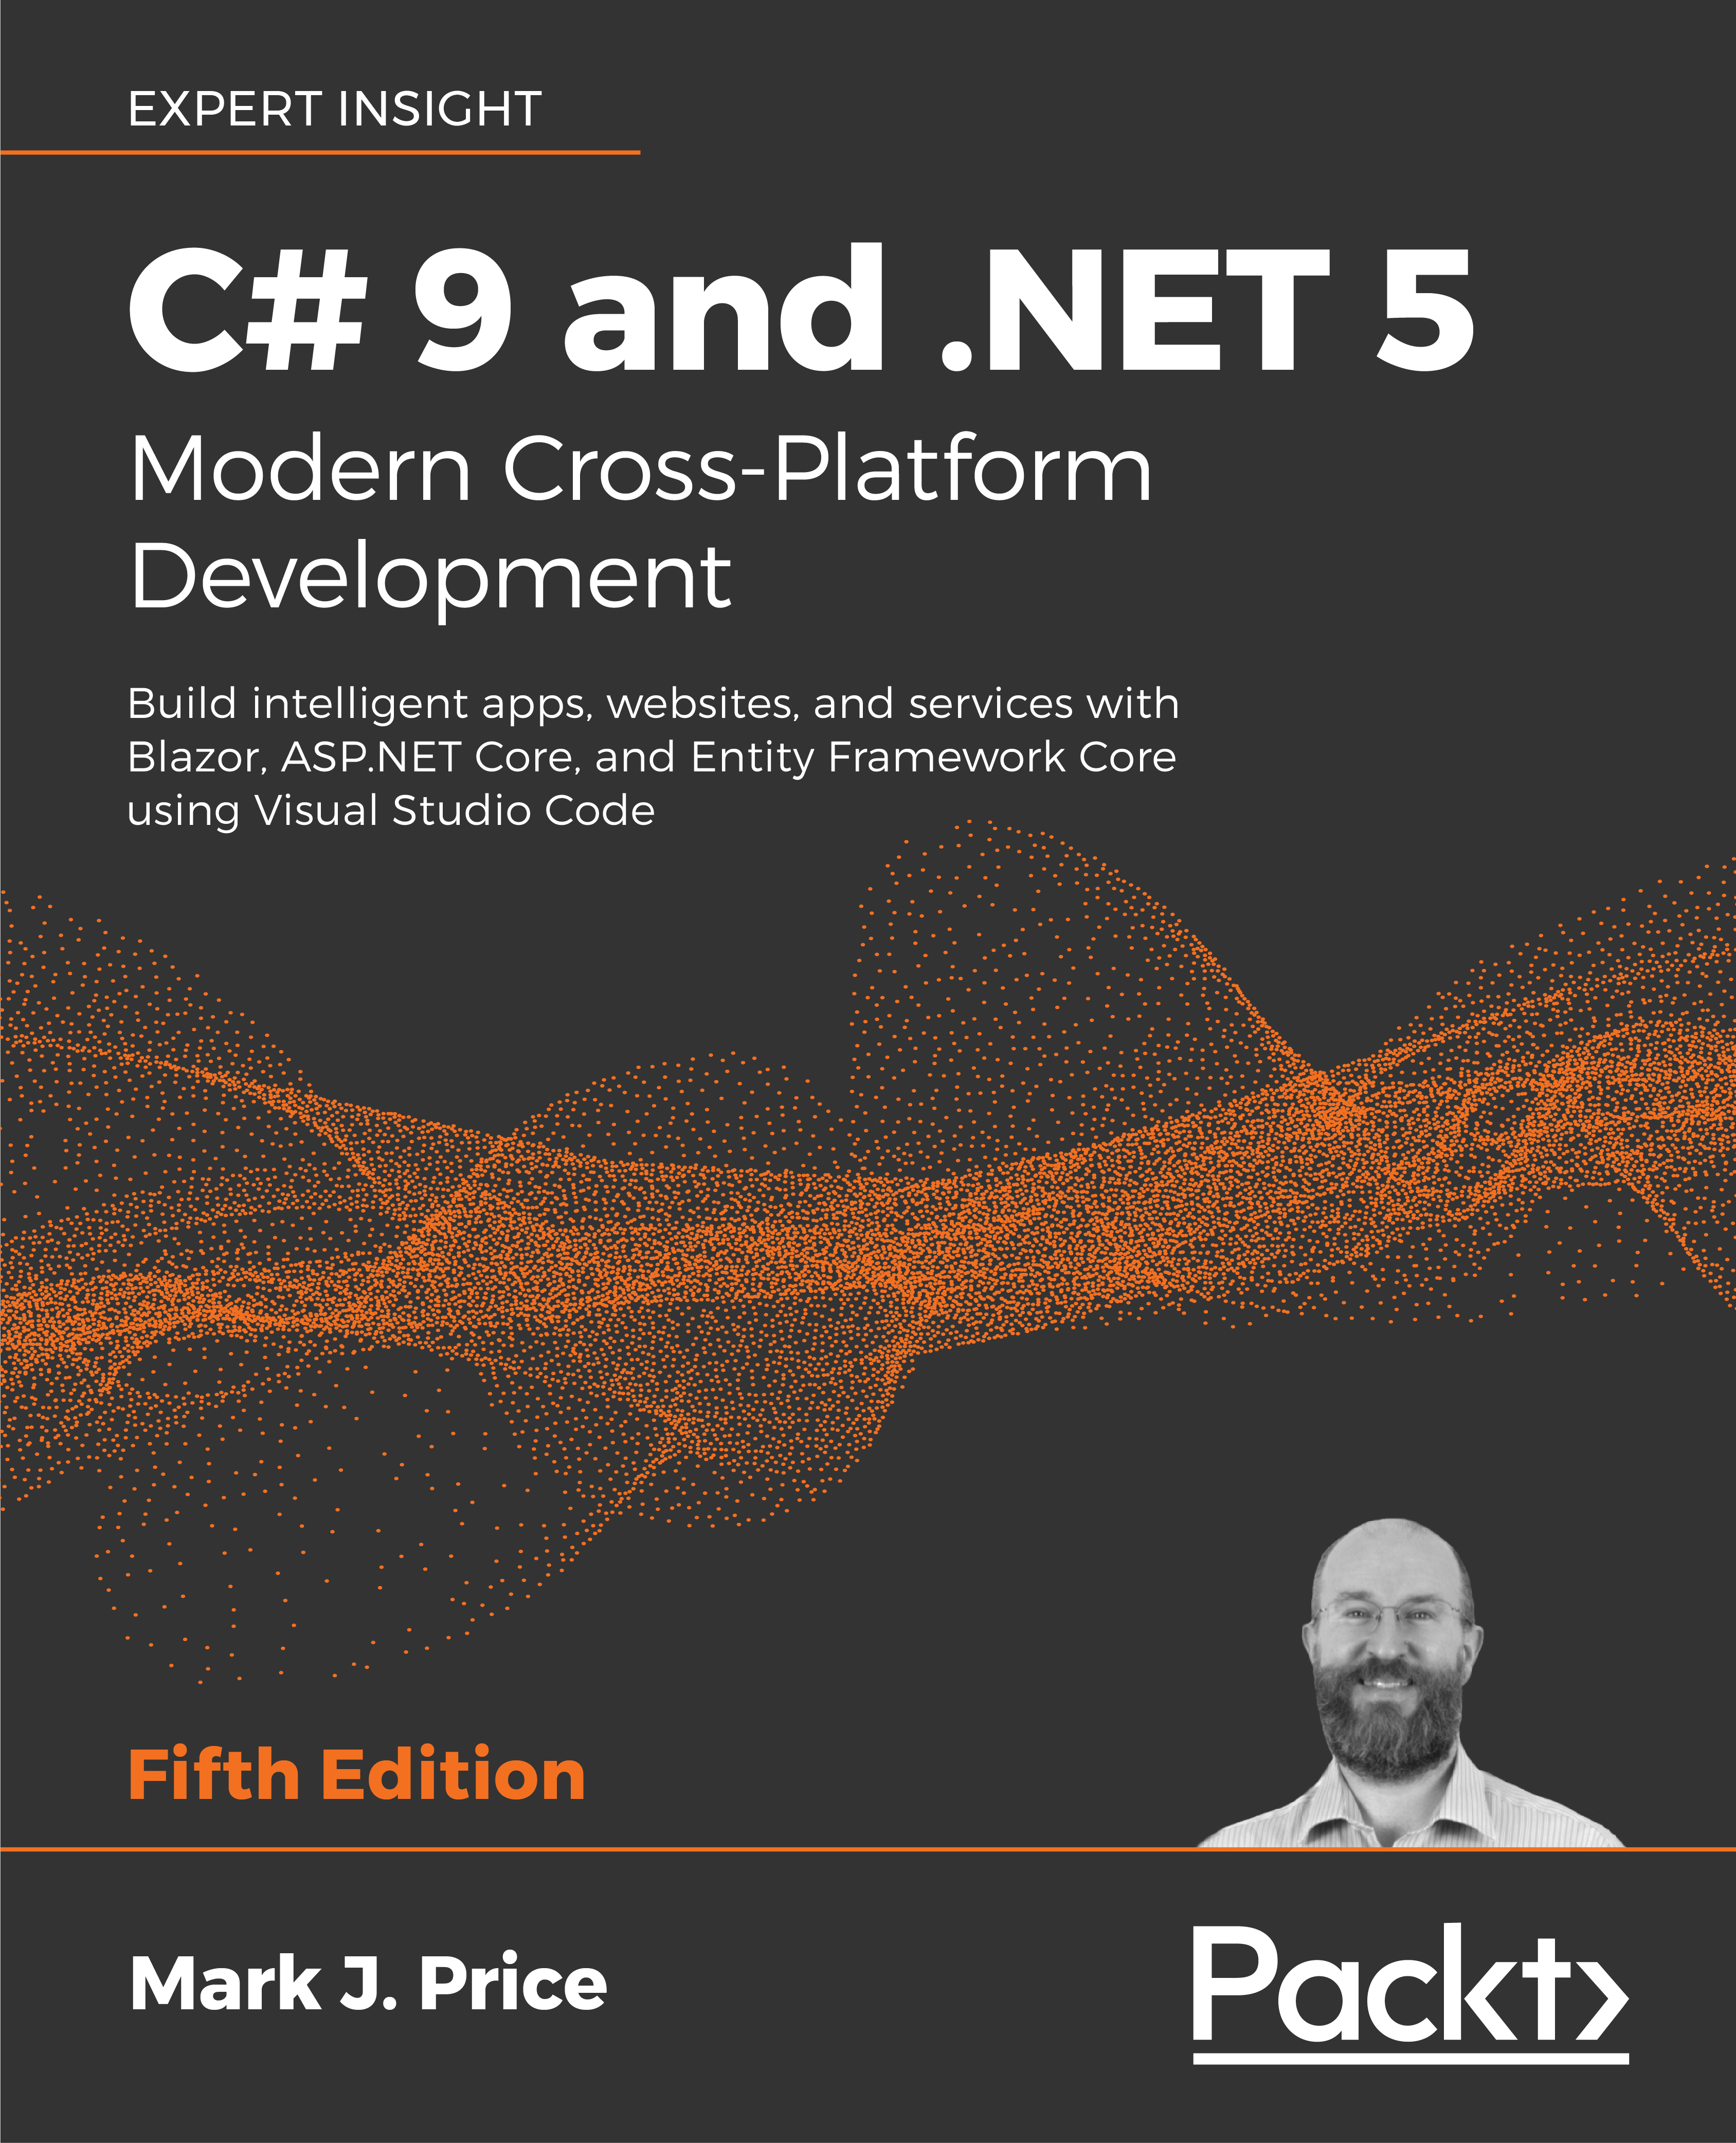 EXPERT INSIGHT
C# 9 and .NET 5
Modern Cross-Platform
Development
Build intelligent apps, websites, and services with
Blazor, ASP.NET Core, and Entity Framework Core
using Visual Studio Code
Fifth Edition
Mark J. Price
Packt